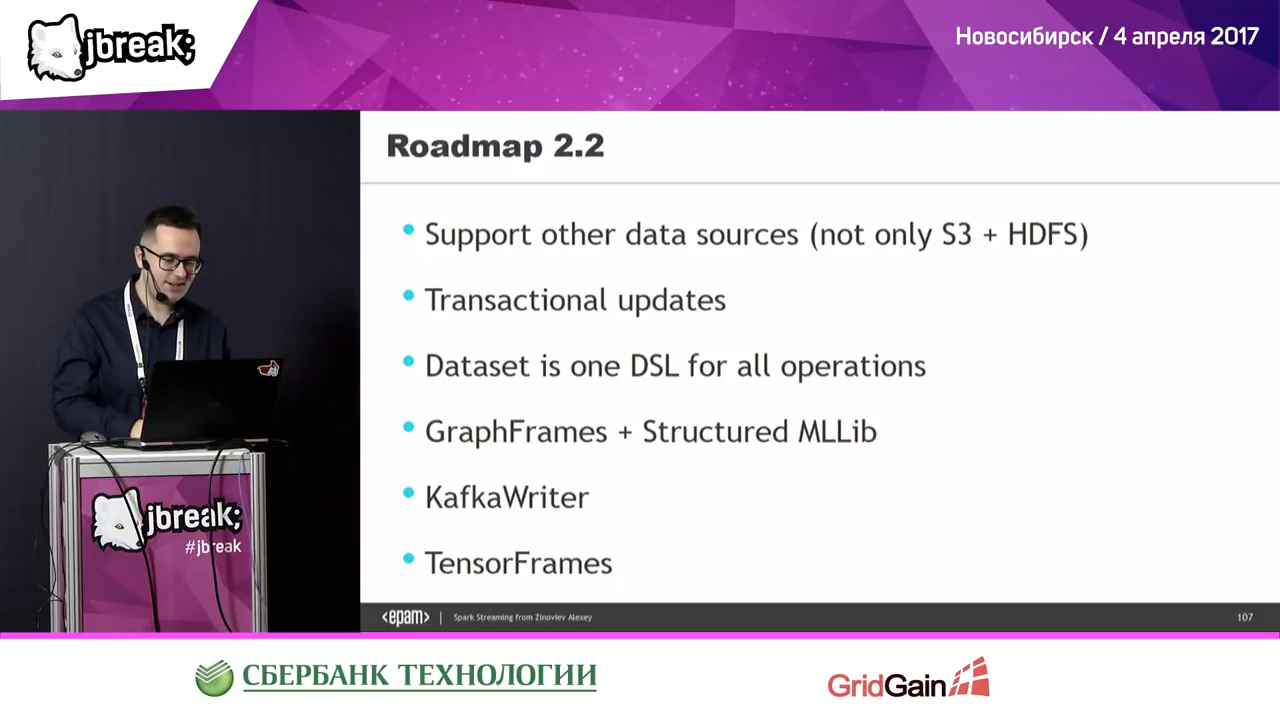 jbreak;
Новосибирск / 4 апреля 2017
Roadmap 2.2
Support other data sources (not only S3 + HDFS)
Transactional updates
Dataset is one DSL for all operations
GraphFrames + Structured MLLib
KafkaWriter
TensorFrames
<epam> | Spark Streaming from Zinoviev Alexey
107
jbreak;
#jbreak
СБЕРБАНК ТЕХНОЛОГИИ
GridGain